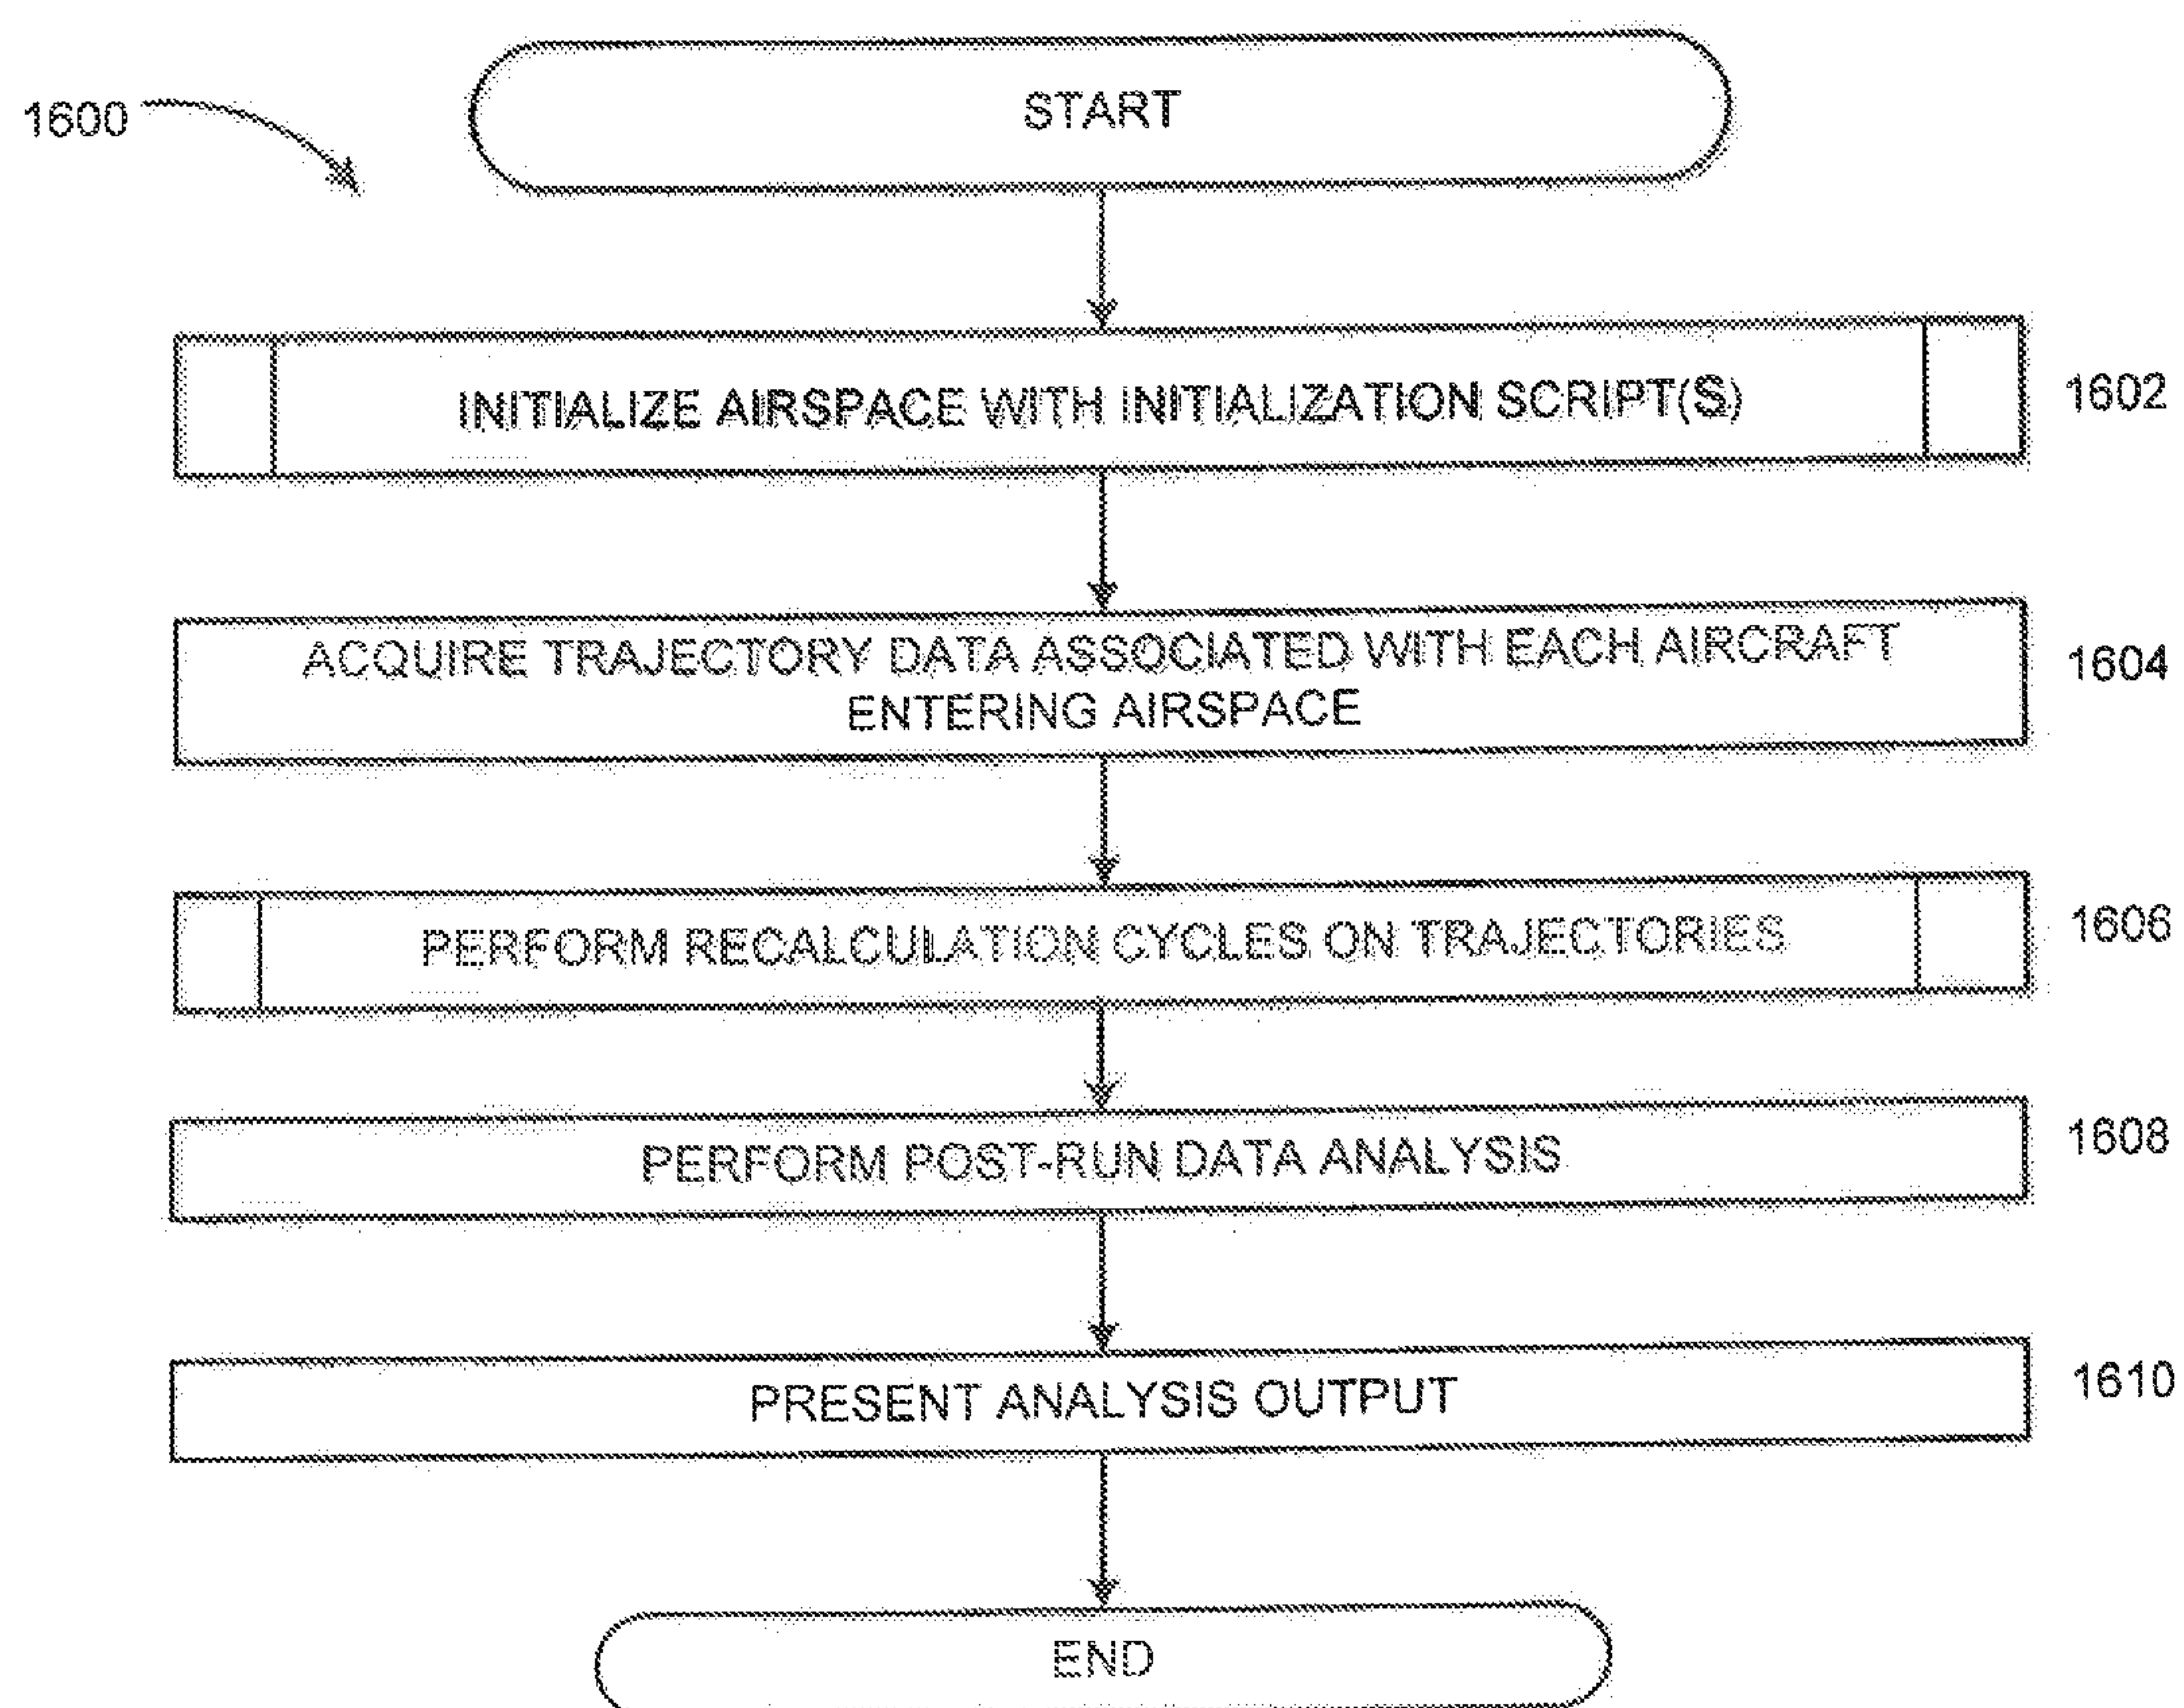 1600
START
INITIALIZE AIRSPACE WITH INITIALIZATION SCRIPT(S)
1602
ACQUIRE TRAJECTORY DATA ASSOCIATED WITH EACH AIRCRAFT
ENTERING AIRSPACE
1604
PERFORM RECALCULATION CYCLES ON TRAJECTORIES
1606
PERFORM POST-RUN DATA ANALYSIS
1608
PRESENT ANALYSIS OUTPUT
1610
END